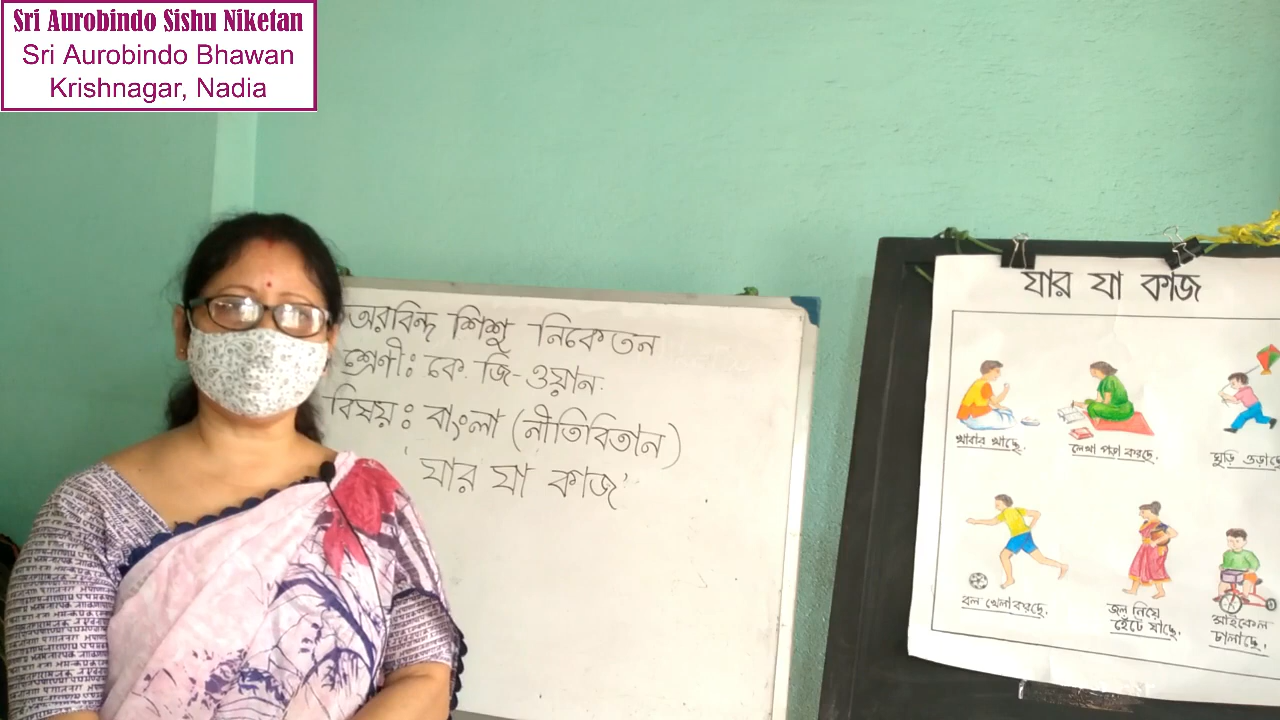 Sri Aurobindo Sishu Niketan
Sri Aurobindo Bhawan
Krishnagar, Nadia
অরবিন্দ শিশু নিকেতন
শ্রেণী: কে. জি-ওয়ান
বিষয়: বাংলা (নীতিবিতান)
'যার যা কাজ'
যার যা কাজ
খাবার খাচ্ছে.
লেখা পড়া করছে.
ঘুড়ি ওড়াচ্ছে
বল খেলা করছে.
জল নিয়ে
হেঁটে যাচ্ছে.
সাইকেল
চালাচ্ছে.